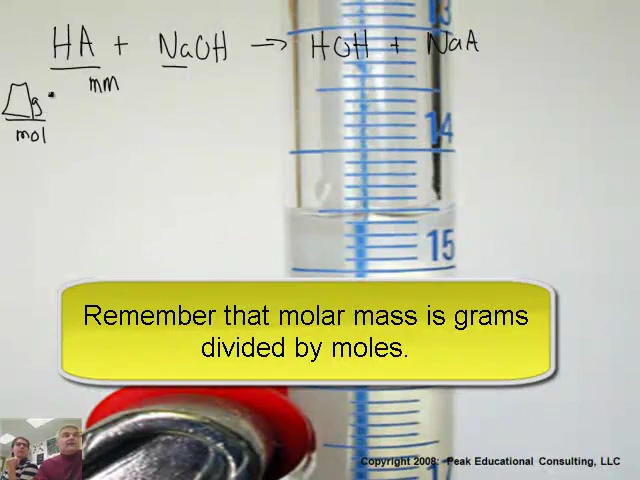 HA + NaOH → HOH + NaA
mm
g
mol
13
14
15
Remember that molar mass is grams
divided by moles.
Copyright 2008: Peak Educational Consulting, LLC